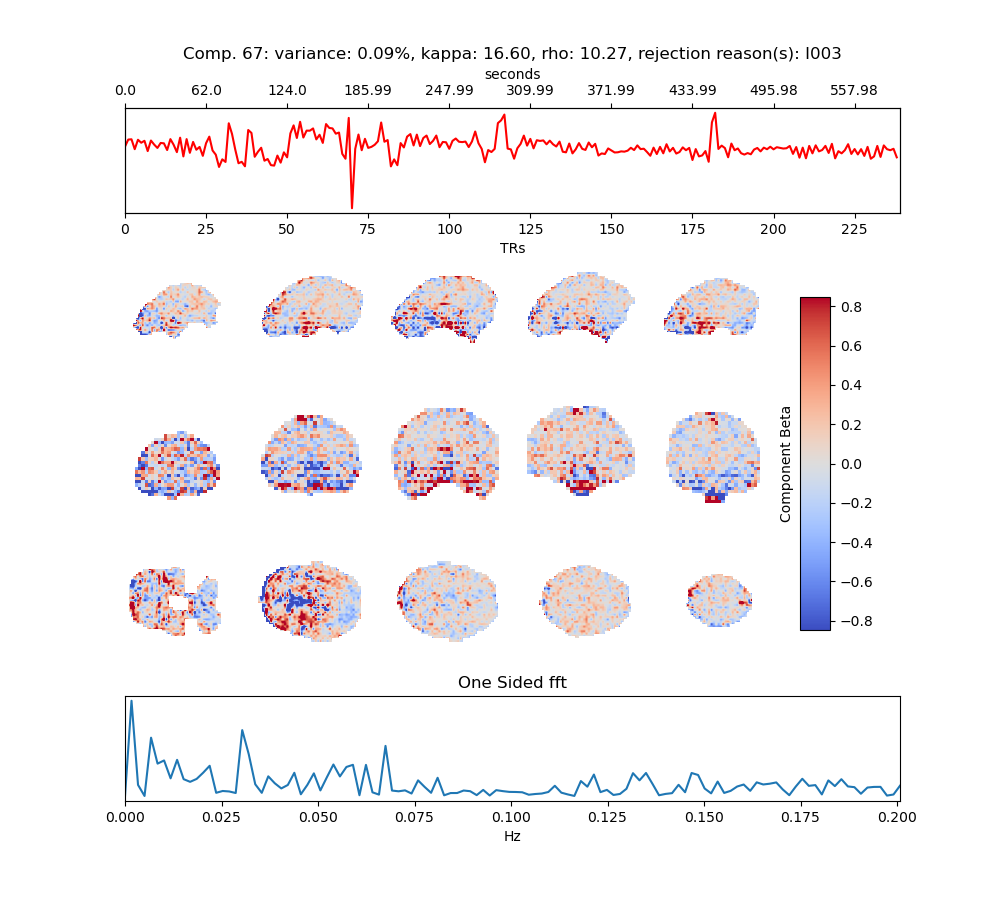 Comp. 67: variance: 0.09%, kappa: 16.60, rho: 10.27, rejection reason(s): I003
seconds
0.0 62.0 124.0 185.99 247.99 309.99 371.99 433.99 495.98 557.98
0 25 50 75 100 125 150 175 200 225
TRs
0.8
0.6
0.4
0.2
0.0
−0.2
−0.4
−0.6
−0.8
Component Beta
One Sided fft
0.000 0.025 0.050 0.075 0.100 0.125 0.150 0.175 0.200
Hz